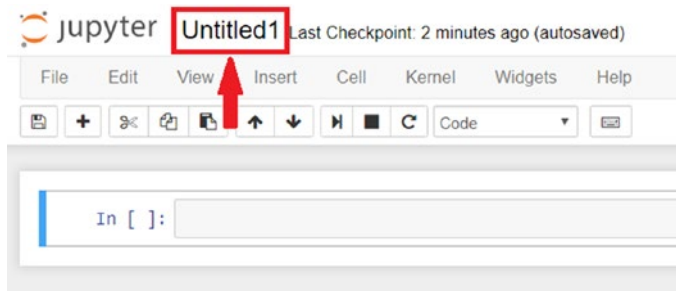 jupyter Untitled1 Last Checkpoint: 2 minutes ago (autosaved)
File Edit View Insert Cell Kernel Widgets Help
Code
In [ ]: